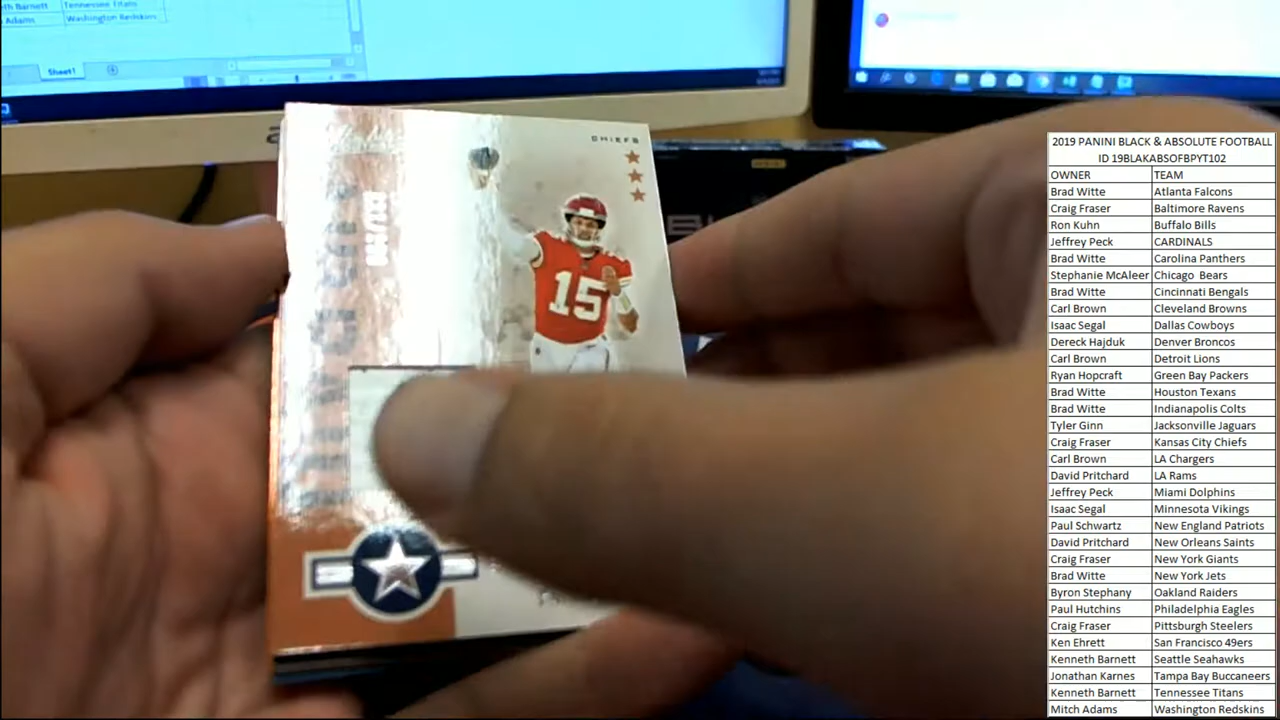 eth Barnett Tennessee Titans
Adams Washington Redskins
Sheet1
CHIEFS
15
2019 PANINI BLACK & ABSOLUTE FOOTBALL
ID 19BLAKABSOFBPYT102
OWNER TEAM
Brad Witte Atlanta Falcons
Craig Fraser Baltimore Ravens
Ron Kuhn Buffalo Bills
Jeffrey Peck CARDINALS
Brad Witte Carolina Panthers
Stephanie McAleer Chicago Bears
Brad Witte Cincinnati Bengals
Carl Brown Cleveland Browns
Isaac Segal Dallas Cowboys
Dereck Hajduk Denver Broncos
Carl Brown Detroit Lions
Ryan Hopcraft Green Bay Packers
Brad Witte Houston Texans
Brad Witte Indianapolis Colts
Tyler Ginn Jacksonville Jaguars
Craig Fraser Kansas City Chiefs
Carl Brown LA Chargers
David Pritchard LA Rams
Jeffrey Peck Miami Dolphins
Isaac Segal Minnesota Vikings
Paul Schwartz New England Patriots
David Pritchard New Orleans Saints
Craig Fraser New York Giants
Brad Witte New York Jets
Byron Stephany Oakland Raiders
Paul Hutchins Philadelphia Eagles
Craig Fraser Pittsburgh Steelers
Ken Ehrett San Francisco 49ers
Kenneth Barnett Seattle Seahawks
Jonathan Karnes Tampa Bay Buccaneers
Kenneth Barnett Tennessee Titans
Mitch Adams Washington Redskins